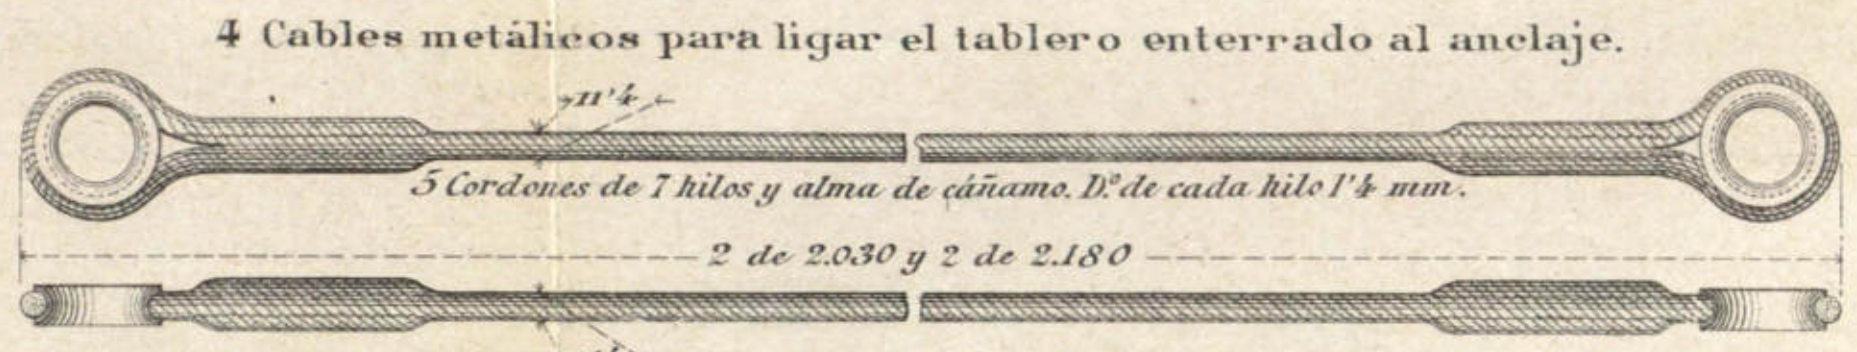 4 Cables metálicos para ligar el tablero enterrado al anclaje.
11'4
5 Cordones de 7 hilos y alma de cáñamo. D.º de cada hilo 1'4 mm.
2 de 2.030 y 2 de 2.180